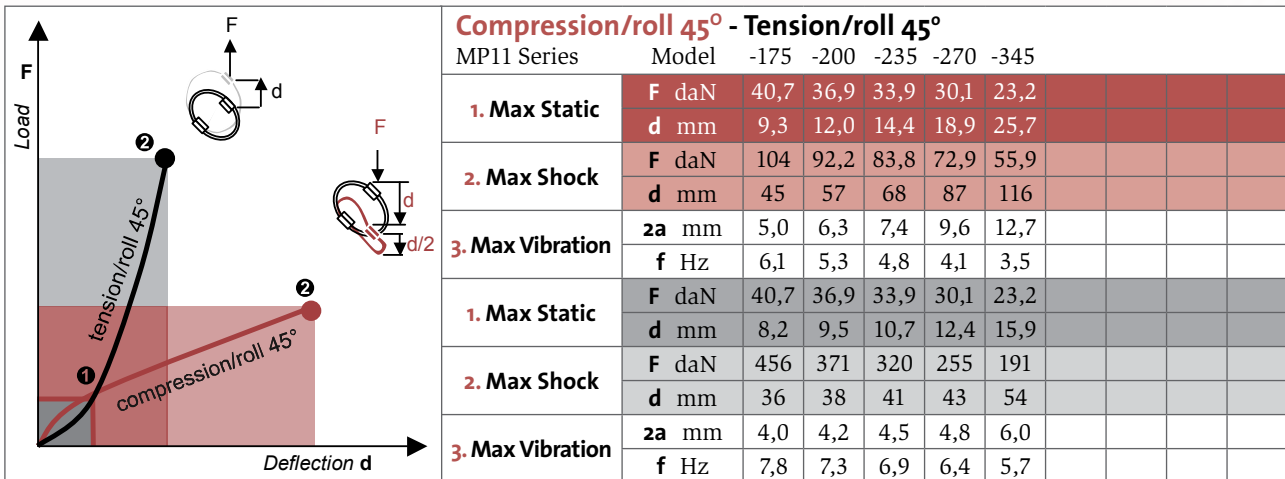 F
Load
❷
tension/roll 45°
❶
compression/roll 45°
❷
Deflection d
F
d
F
d
d/2
Compression/roll 45° - Tension/roll 45°
MP11 Series Model -175 -200 -235 -270 -345
1. Max Static F daN 40,7 36,9 33,9 30,1 23,2
d mm 9,3 12,0 14,4 18,9 25,7
2. Max Shock F daN 104 92,2 83,8 72,9 55,9
d mm 45 57 68 87 116
3. Max Vibration 2a mm 5,0 6,3 7,4 9,6 12,7
f Hz 6,1 5,3 4,8 4,1 3,5
1. Max Static F daN 40,7 36,9 33,9 30,1 23,2
d mm 8,2 9,5 10,7 12,4 15,9
2. Max Shock F daN 456 371 320 255 191
d mm 36 38 41 43 54
3. Max Vibration 2a mm 4,0 4,2 4,5 4,8 6,0
f Hz 7,8 7,3 6,9 6,4 5,7